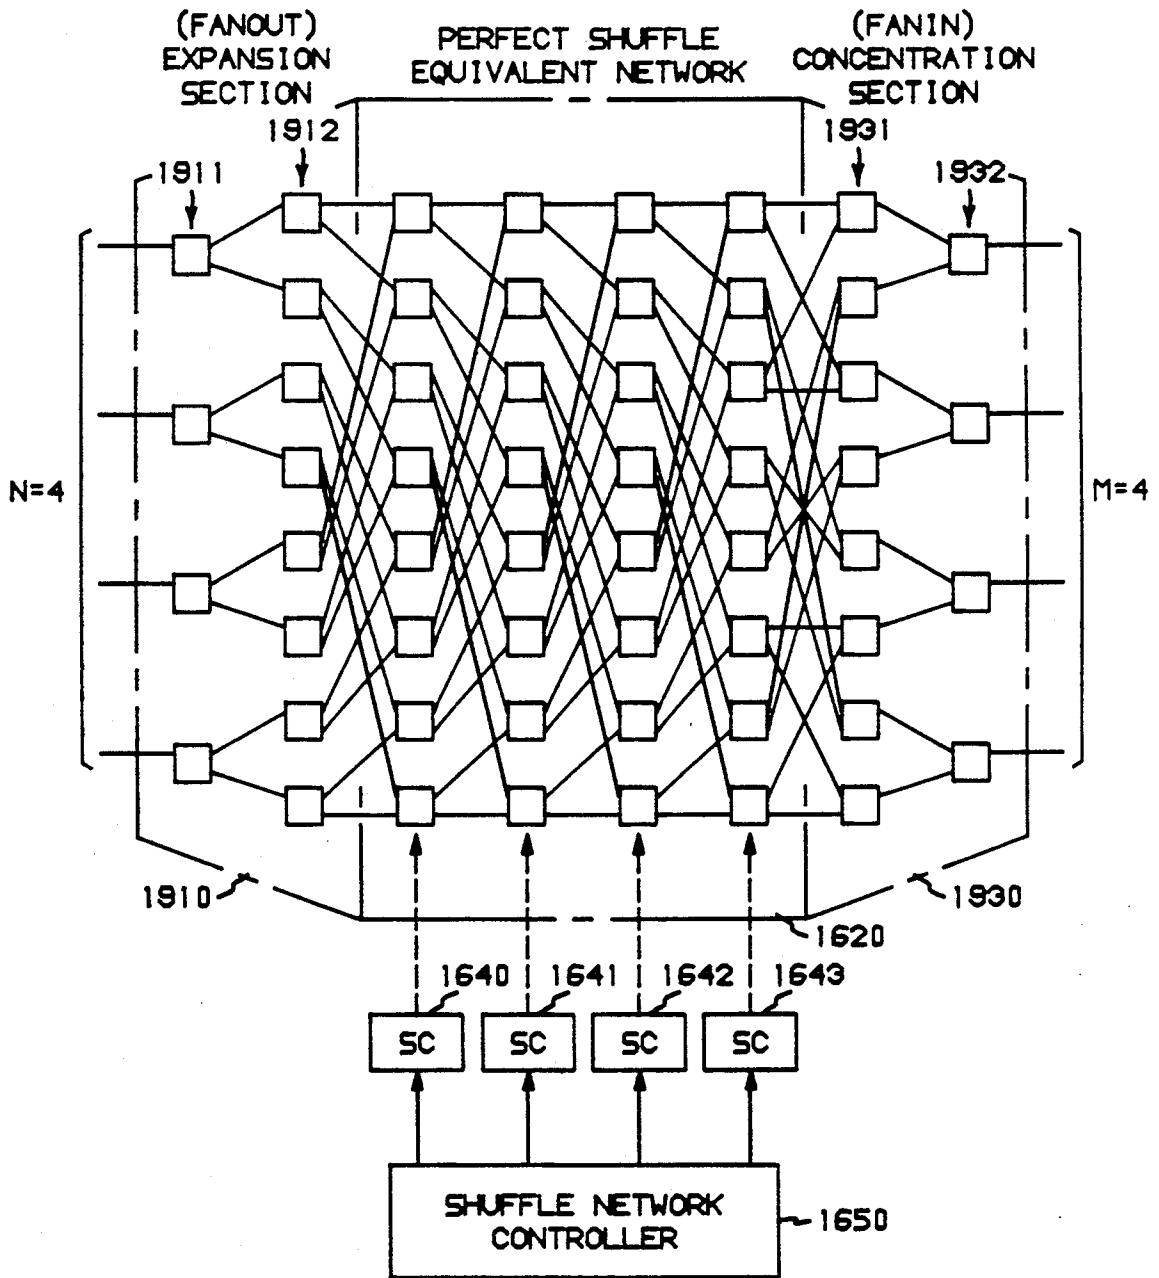 (FANOUT)
EXPANSION
SECTION
PERFECT SHUFFLE
EQUIVALENT NETWORK
(FANIN)
CONCENTRATION
SECTION
1912
1931
1911
1932
N=4
M=4
1910
1930
1620
1640
1641
1642
1643
SC
SC
SC
SC
SHUFFLE NETWORK
CONTROLLER
1650